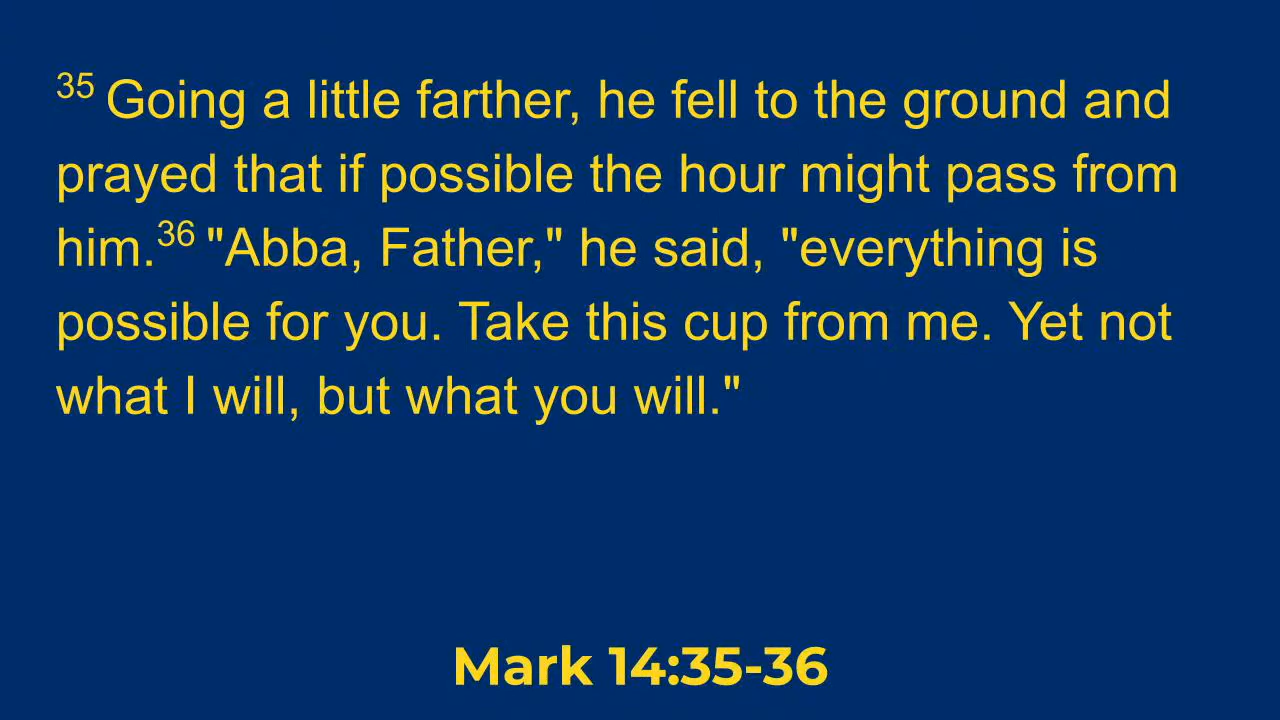 35 Going a little farther, he fell to the ground and
prayed that if possible the hour might pass from
him.36 "Abba, Father," he said, "everything is
possible for you. Take this cup from me. Yet not
what I will, but what you will."
Mark 14:35-36